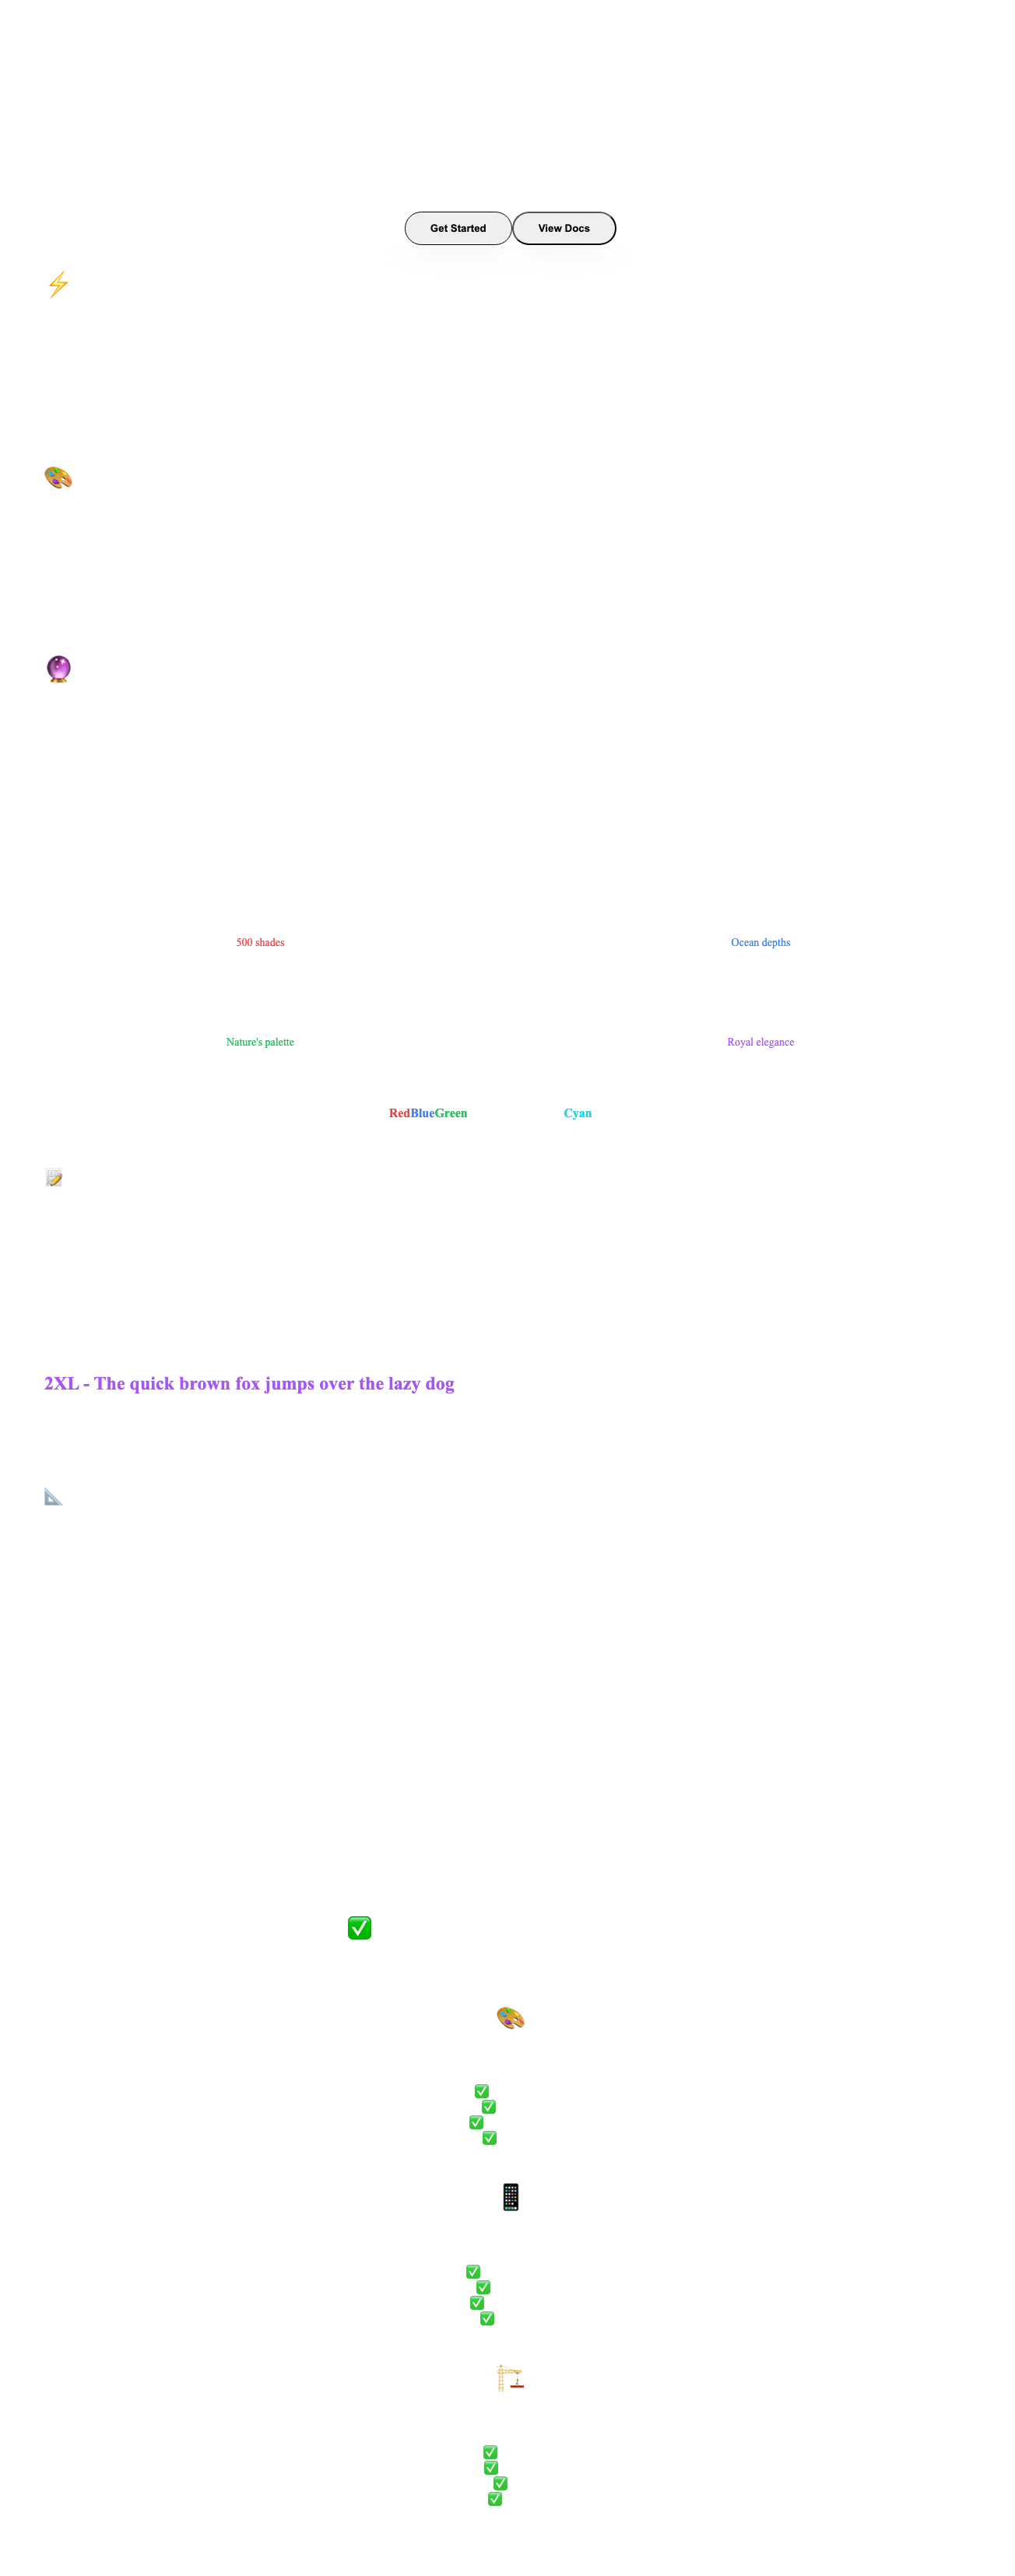 Get Started View Docs
500 shades Ocean depths
Nature's palette Royal elegance
RedBlueGreen Cyan
2XL - The quick brown fox jumps over the lazy dog